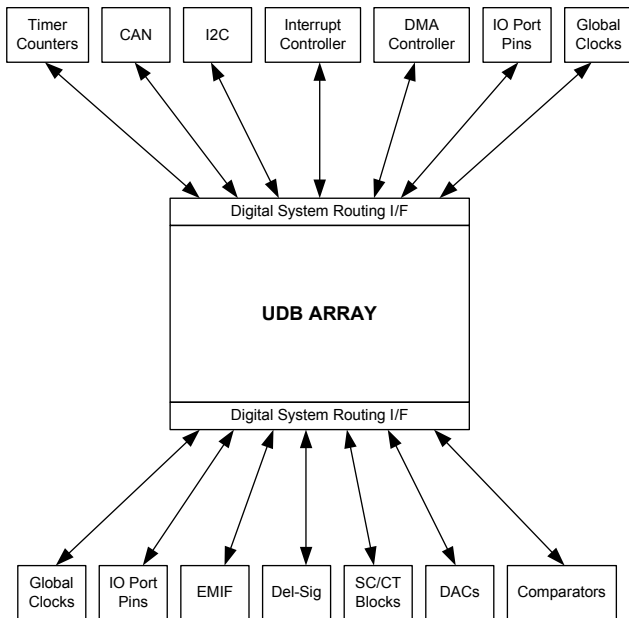 Timer
Counters
CAN
I2C
Interrupt
Controller
DMA
Controller
IO Port
Pins
Global
Clocks
Digital System Routing I/F
UDB ARRAY
Digital System Routing I/F
Global
Clocks
IO Port
Pins
EMIF
Del-Sig
SC/CT
Blocks
DACs
Comparators